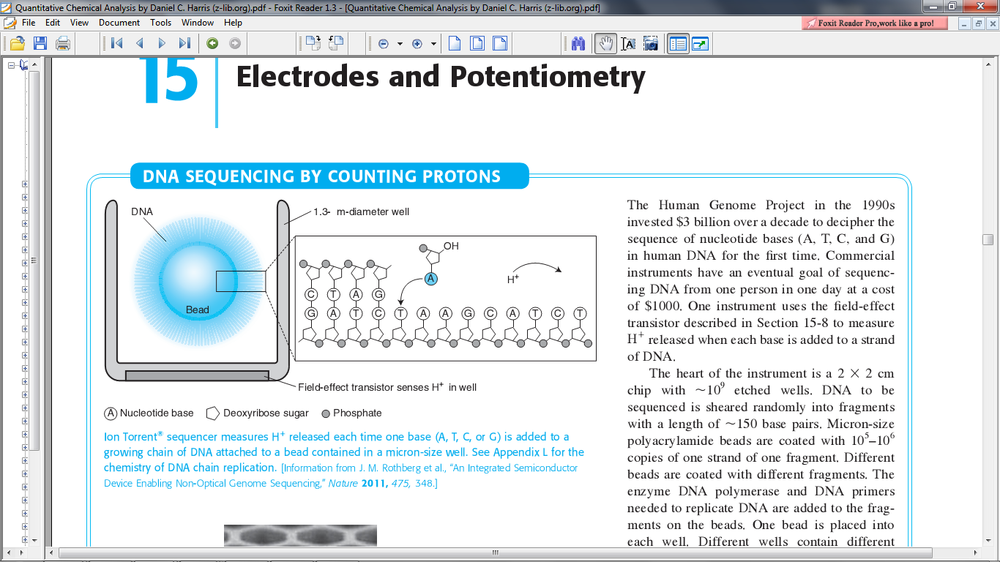 Quantitative Chemical Analysis by Daniel C. Harris (z-lib.org).pdf - Foxit Reader 1.3 - [Quantitative Chemical Analysis by Daniel C. Harris (z-lib.org).pdf]
File Edit View Document Tools Window Help
Foxit Reader Pro,work like a pro!
15
Electrodes and Potentiometry
DNA SEQUENCING BY COUNTING PROTONS
DNA
1.3- m-diameter well
Bead
OH
A
H⁺
C T A G
G A T C T A A G C A T C T
Field-effect transistor senses H⁺ in well
A Nucleotide base Deoxyribose sugar Phosphate
Ion Torrent® sequencer measures H⁺ released each time one base (A, T, C, or G) is added to a
growing chain of DNA attached to a bead contained in a micron-size well. See Appendix L for the
chemistry of DNA chain replication. [Information from J. M. Rothberg et al., “An Integrated Semiconductor
Device Enabling Non-Optical Genome Sequencing,” Nature 2011, 475, 348.]
The Human Genome Project in the 1990s
invested $3 billion over a decade to decipher the
sequence of nucleotide bases (A, T, C, and G)
in human DNA for the first time. Commercial
instruments have an eventual goal of sequenc-
ing DNA from one person in one day at a cost
of $1000. One instrument uses the field-effect
transistor described in Section 15-8 to measure
H⁺ released when each base is added to a strand
of DNA.
The heart of the instrument is a 2 × 2 cm
chip with ~10⁹ etched wells. DNA to be
sequenced is sheared randomly into fragments
with a length of ~150 base pairs. Micron-size
polyacrylamide beads are coated with 10⁵–10⁶
copies of one strand of one fragment. Different
beads are coated with different fragments. The
enzyme DNA polymerase and DNA primers
needed to replicate DNA are added to the frag-
ments on the beads. One bead is placed into
each well. Different wells contain different